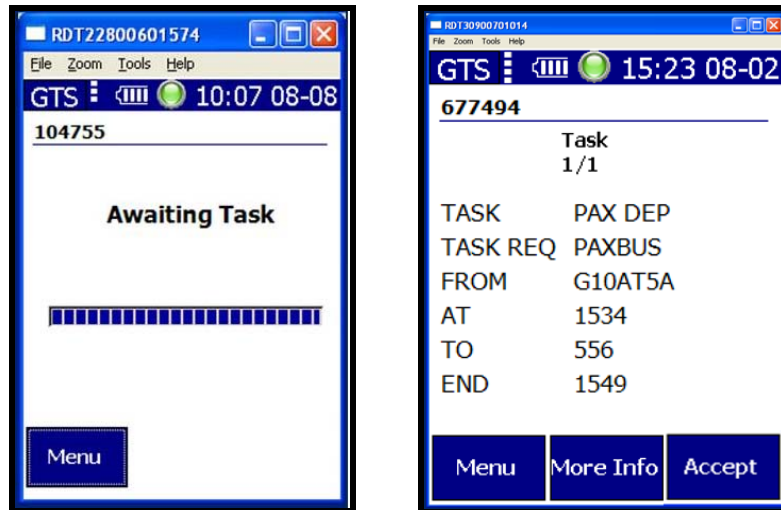 RDT22800601574
File Zoom Tools Help
GTS 10:07 08-08
104755
Awaiting Task
Menu
RDT30900701014
File Zoom Tools Help
GTS 15:23 08-02
677494
Task
1/1
TASK PAX DEP
TASK REQ PAXBUS
FROM G10AT5A
AT 1534
TO 556
END 1549
Menu More Info Accept